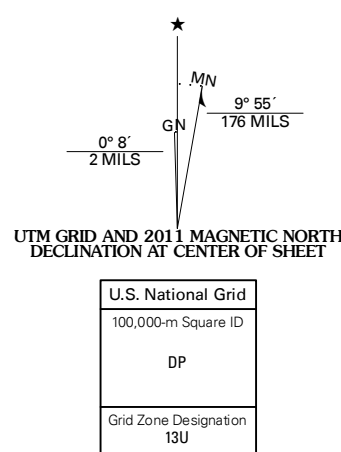 ★
MN
GN
9° 55´
176 MILS
0° 8´
2 MILS
UTM GRID AND 2011 MAGNETIC NORTH
DECLINATION AT CENTER OF SHEET
U.S. National Grid
100,000-m Square ID
DP
Grid Zone Designation
13U